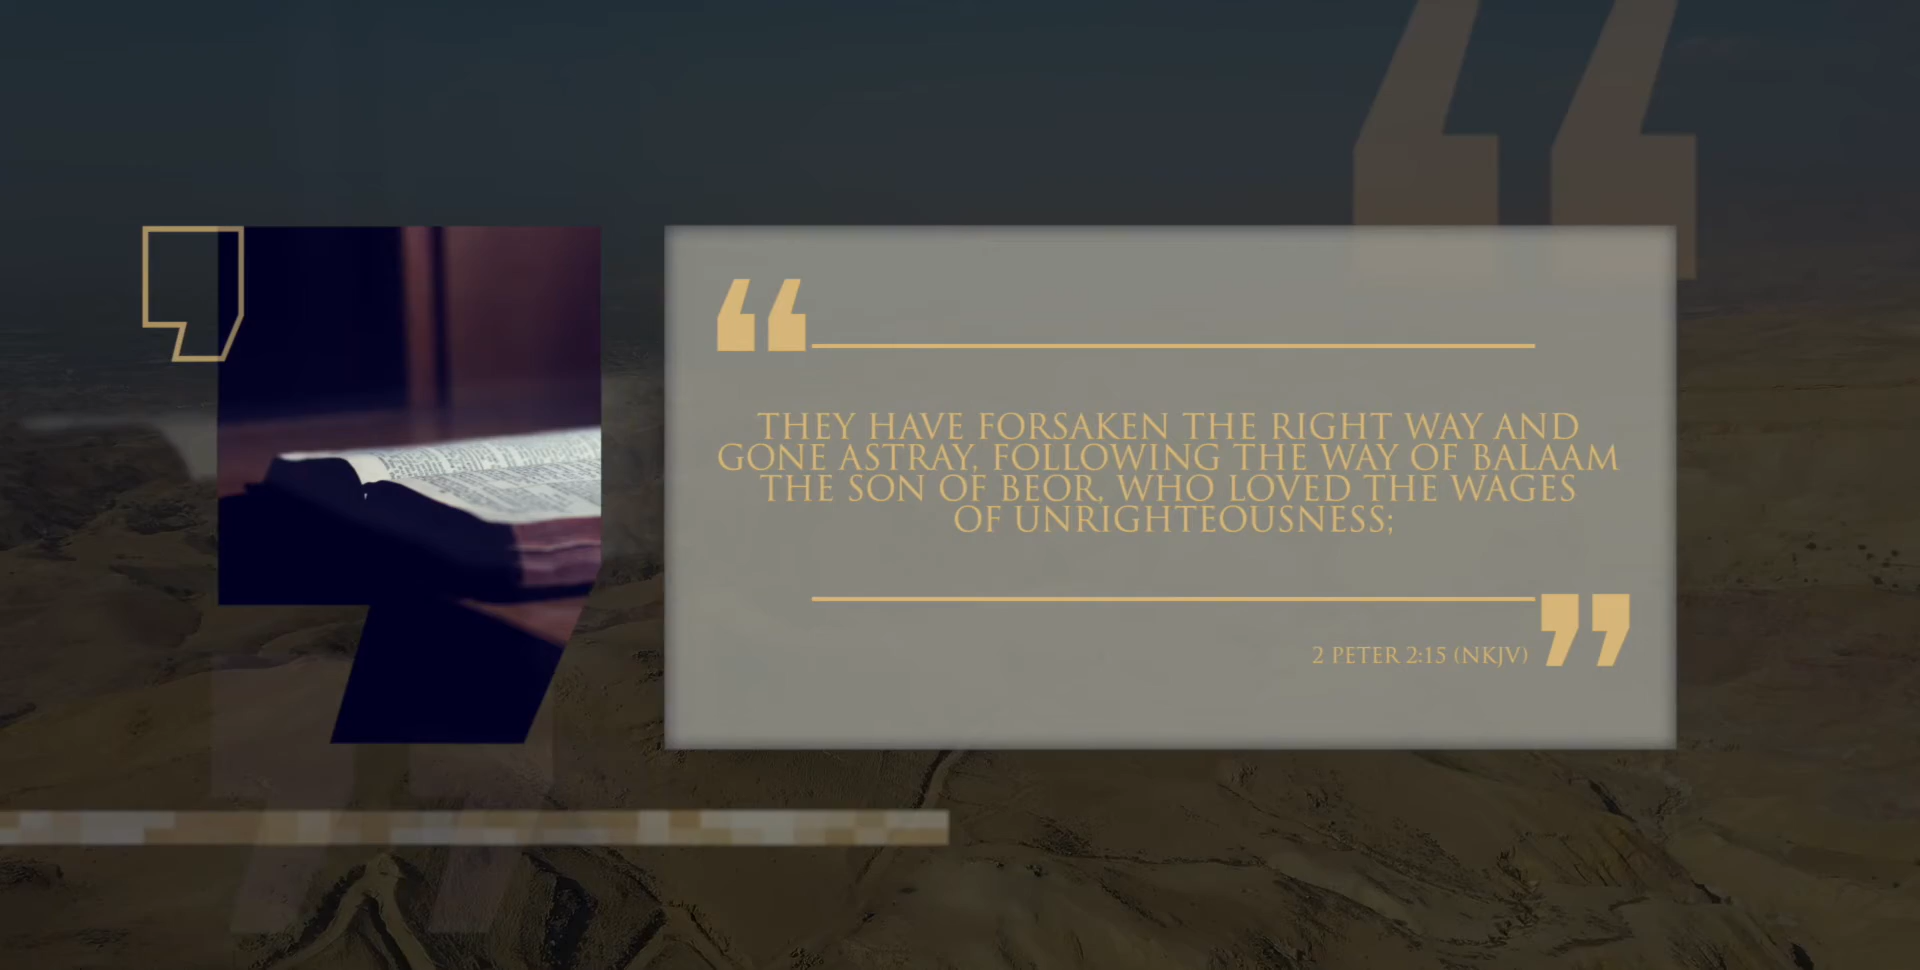 THEY HAVE FORSAKEN THE RIGHT WAY AND
GONE ASTRAY, FOLLOWING THE WAY OF BALAAM
THE SON OF BEOR, WHO LOVED THE WAGES
OF UNRIGHTEOUSNESS;
2 PETER 2:15 (NKJV)